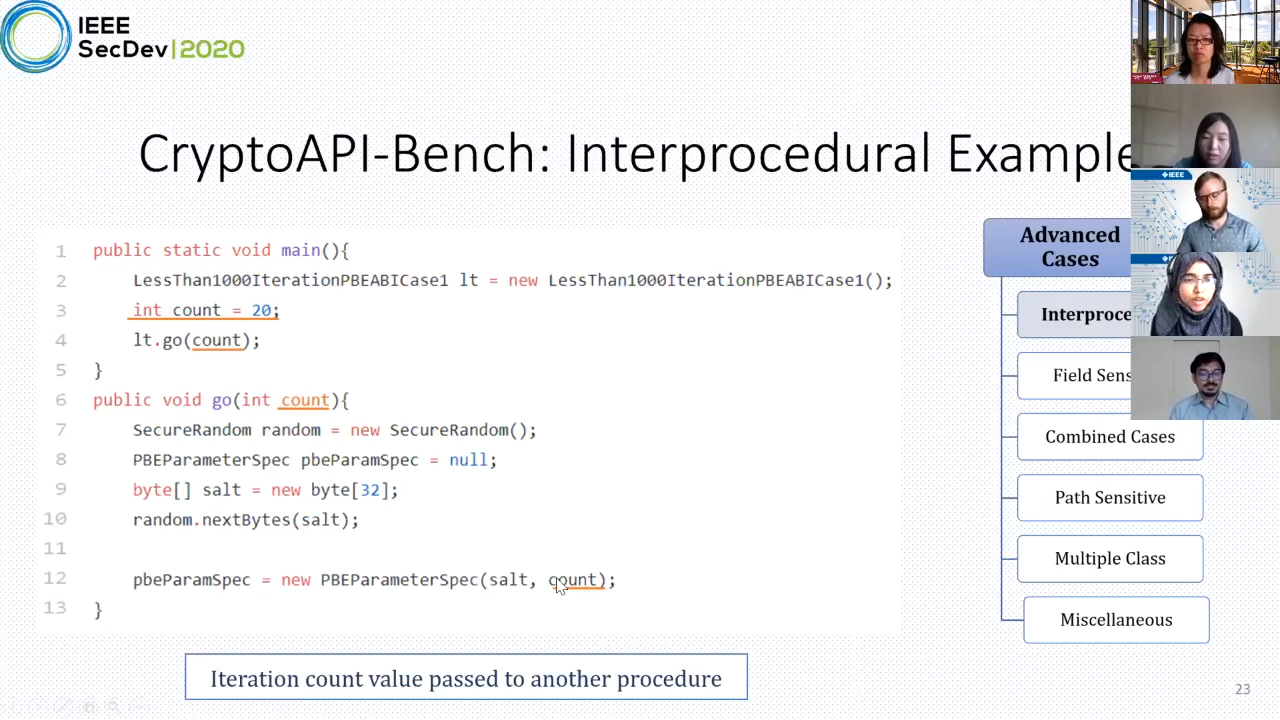 IEEE
SecDev|2020
CryptoAPI-Bench: Interprocedural Example
1 public static void main(){
2 LessThan1000IterationPBEABICase1 lt = new LessThan1000IterationPBEABICase1();
3 int count = 20;
4 lt.go(count);
5 }
6 public void go(int count){
7 SecureRandom random = new SecureRandom();
8 PBEParameterSpec pbeParamSpec = null;
9 byte[] salt = new byte[32];
10 random.nextBytes(salt);
11
12 pbeParamSpec = new PBEParameterSpec(salt, count);
13 }
Iteration count value passed to another procedure
Advanced
Cases
Interproce
Field Sens
Combined Cases
Path Sensitive
Multiple Class
Miscellaneous
23
IEEE